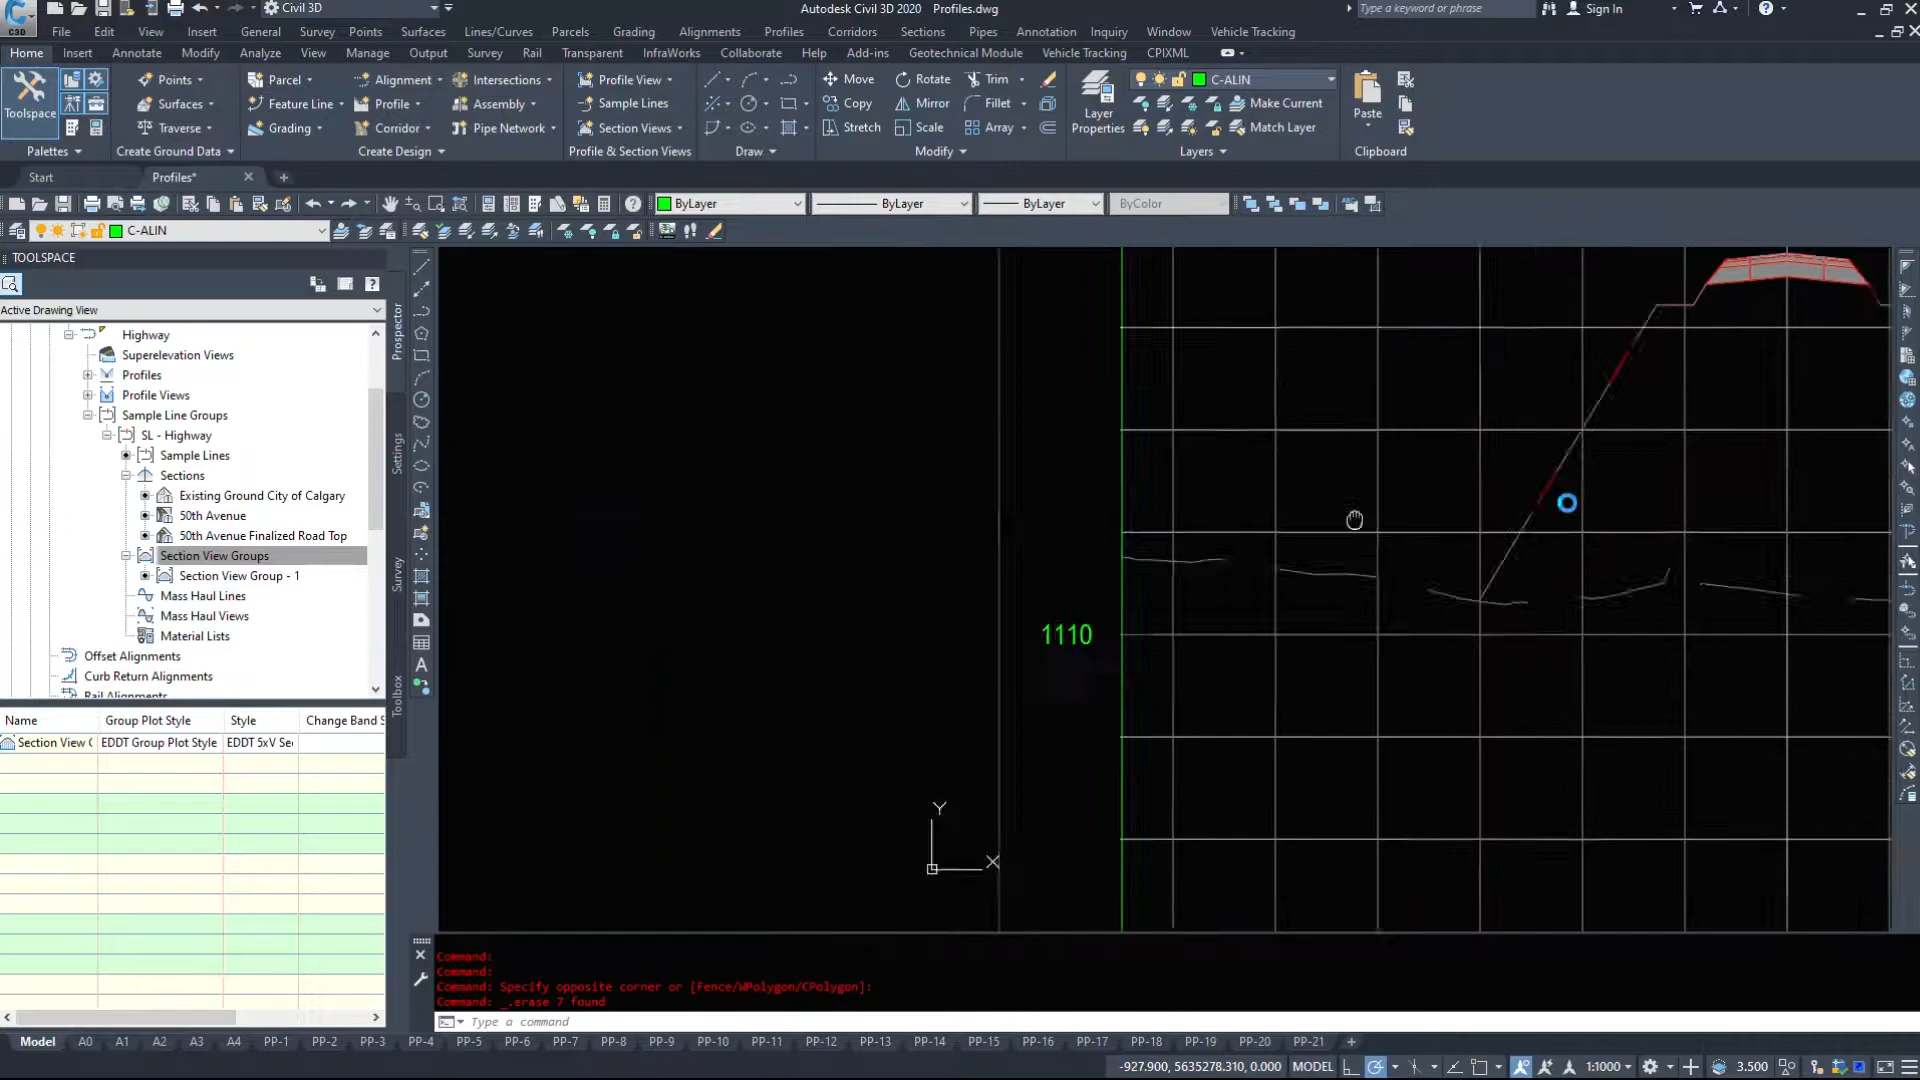 Civil 3D
Autodesk Civil 3D 2020 Profiles.dwg
Type a keyword or phrase
Sign In
C3D
File Edit View Insert General Survey Points Surfaces Lines/Curves Parcels Grading Alignments Profiles Corridors Sections Pipes Annotation Inquiry Window Vehicle Tracking
Home Insert Annotate Modify Analyze View Manage Output Survey Rail Transparent InfraWorks Collaborate Help Add-ins Geotechnical Module Vehicle Tracking CPIXML
Points Parcel Alignment Intersections Profile View Move Rotate Trim C-ALIN
Toolspace Surfaces Feature Line Profile Assembly Sample Lines Copy Mirror Fillet Layer Properties Make Current Paste
Traverse Grading Corridor Pipe Network Section Views Stretch Scale Array Match Layer
Palettes Create Ground Data Create Design Profile & Section Views Draw Modify Layers Clipboard
Start Profiles*
ByLayer ByLayer ByLayer ByColor
C-ALIN
TOOLSPACE
Active Drawing View
Highway
Superelevation Views
Profiles
Profile Views
Sample Line Groups
SL - Highway
Sample Lines
Sections
Existing Ground City of Calgary
50th Avenue
50th Avenue Finalized Road Top
Section View Groups
Section View Group - 1
Mass Haul Lines
Mass Haul Views
Material Lists
Offset Alignments
Curb Return Alignments
Rail Alignments
Prospector
Settings
Survey
Toolbox
Name Group Plot Style Style Change Band S
Section View G EDDT Group Plot Style EDDT 5xV Sec
1110
Y
X
Command:
Command:
Command: Specify opposite corner or [Fence/WPolygon/CPolygon]:
Command: _.erase 7 found
Type a command
Model A0 A1 A2 A3 A4 PP-1 PP-2 PP-3 PP-4 PP-5 PP-6 PP-7 PP-8 PP-9 PP-10 PP-11 PP-12 PP-13 PP-14 PP-15 PP-16 PP-17 PP-18 PP-19 PP-20 PP-21
-927.900, 5635278.310, 0.000 MODEL 1:1000 3.500